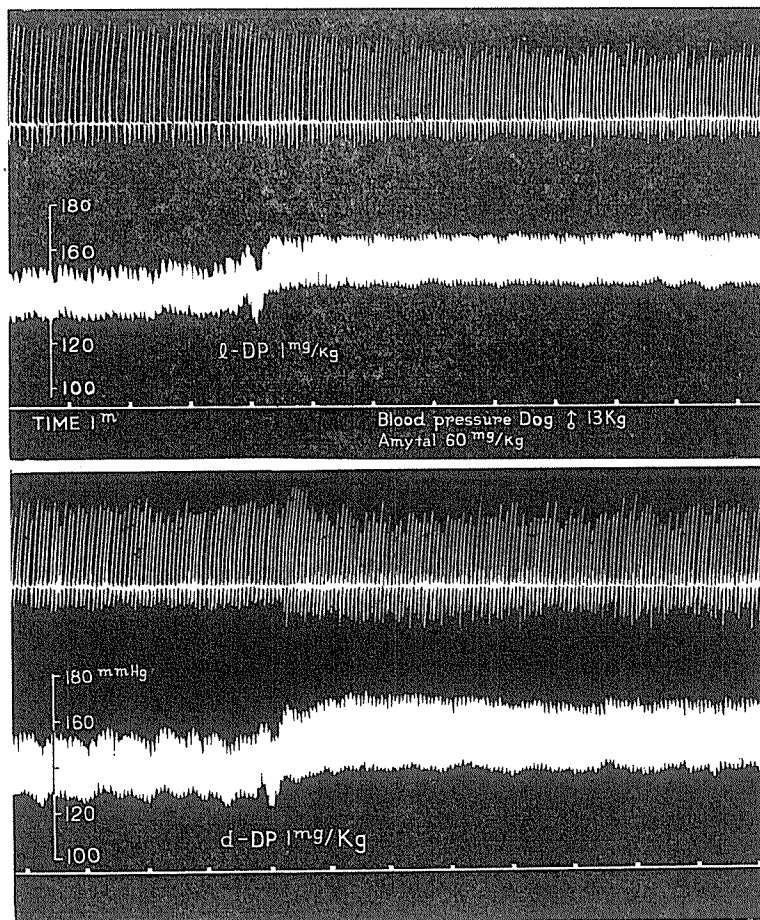 180
160
120
100
ℓ-DP 1mg/kg
TIME 1m
Blood pressure Dog ♂ 13Kg
Amytal 60 mg/kg
180 mmHg
160
120
100
d-DP 1mg/Kg